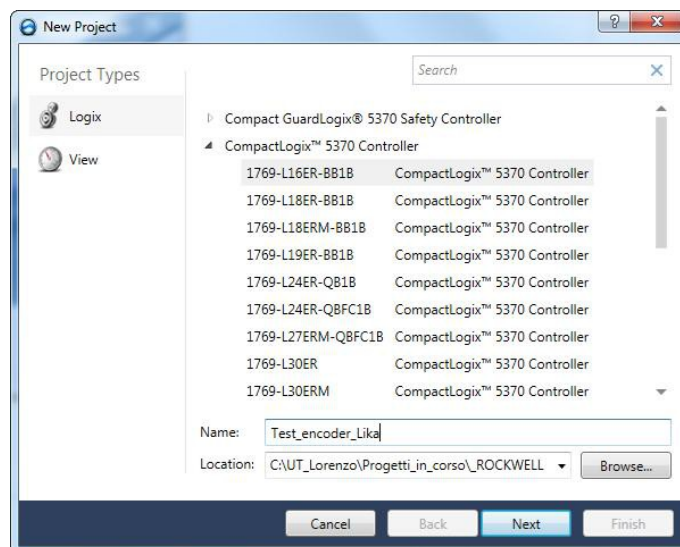 New Project
Project Types
Search
Logix
View
Compact GuardLogix® 5370 Safety Controller
CompactLogix™ 5370 Controller
1769-L16ER-BB1B CompactLogix™ 5370 Controller
1769-L18ER-BB1B CompactLogix™ 5370 Controller
1769-L18ERM-BB1B CompactLogix™ 5370 Controller
1769-L19ER-BB1B CompactLogix™ 5370 Controller
1769-L24ER-QB1B CompactLogix™ 5370 Controller
1769-L24ER-QBFC1B CompactLogix™ 5370 Controller
1769-L27ERM-QBFC1B CompactLogix™ 5370 Controller
1769-L30ER CompactLogix™ 5370 Controller
1769-L30ERM CompactLogix™ 5370 Controller
Name: Test_encoder_Lika
Location: C:\UT_Lorenzo\Progetti_in_corso\_ROCKWELL Browse...
Cancel Back Next Finish